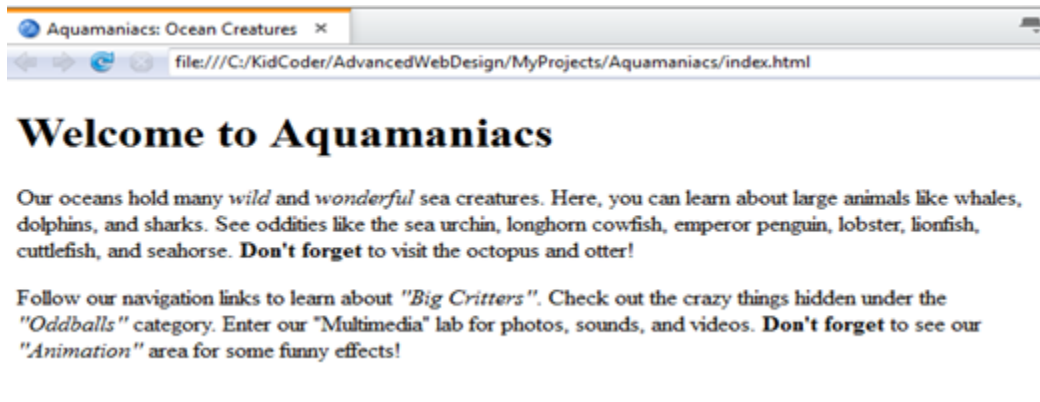 Aquamaniacs: Ocean Creatures ×
file:///C:/KidCoder/AdvancedWebDesign/MyProjects/Aquamaniacs/index.html
Welcome to Aquamaniacs
Our oceans hold many wild and wonderful sea creatures. Here, you can learn about large animals like whales,
dolphins, and sharks. See oddities like the sea urchin, longhorn cowfish, emperor penguin, lobster, lionfish,
cuttlefish, and seahorse. Don't forget to visit the octopus and otter!
Follow our navigation links to learn about "Big Critters". Check out the crazy things hidden under the
"Oddballs" category. Enter our "Multimedia" lab for photos, sounds, and videos. Don't forget to see our
"Animation" area for some funny effects!